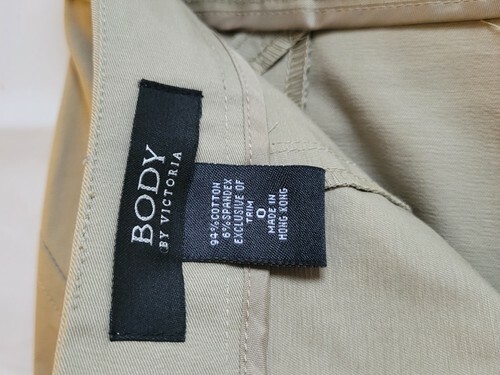 BODY
BY VICTORIA
94% COTTON
6% SPANDEX
EXCLUSIVE OF
TRIM
0
MADE IN
HONG KONG